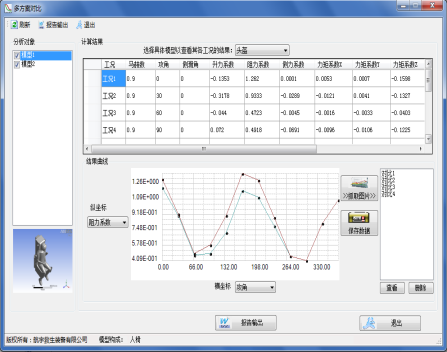 多方案对比
刷新 报告输出 退出
分析对象
模型1
模型2
计算结果
选择具体模型以查看其各工况的结果： 头盔
工况 马赫数 攻角 侧滑角 升力系数 阻力系数 侧力系数 力矩系数X 力矩系数Y 力矩系数Z
工况1 0.9 0 0 -0.1353 1.282 0.0001 0.0053 0.0007 -0.1598
工况2 0.9 30 0 -0.3178 0.9333 -0.0289 -0.0121 0.0041 -0.1327
工况3 0.9 60 0 -0.044 0.4723 -0.0045 -0.0016 -0.0033 -0.0403
工况4 0.9 90 0 0.072 0.4918 -0.0691 -0.0096 -0.0106 -0.1225
结果曲线
纵坐标
阻力系数
1.26E+000
1.09E+000
9.18E-001
7.48E-001
5.78E-001
4.09E-001
0.00 66.00 132.00 198.00 264.00 330.00
横坐标 攻角
>>提取图片>>
保存数据
对比1
对比2
对比3
对比4
查看 删除
报告输出 退出
版权所有：航宇救生装备有限公司 模型构成： 人椅